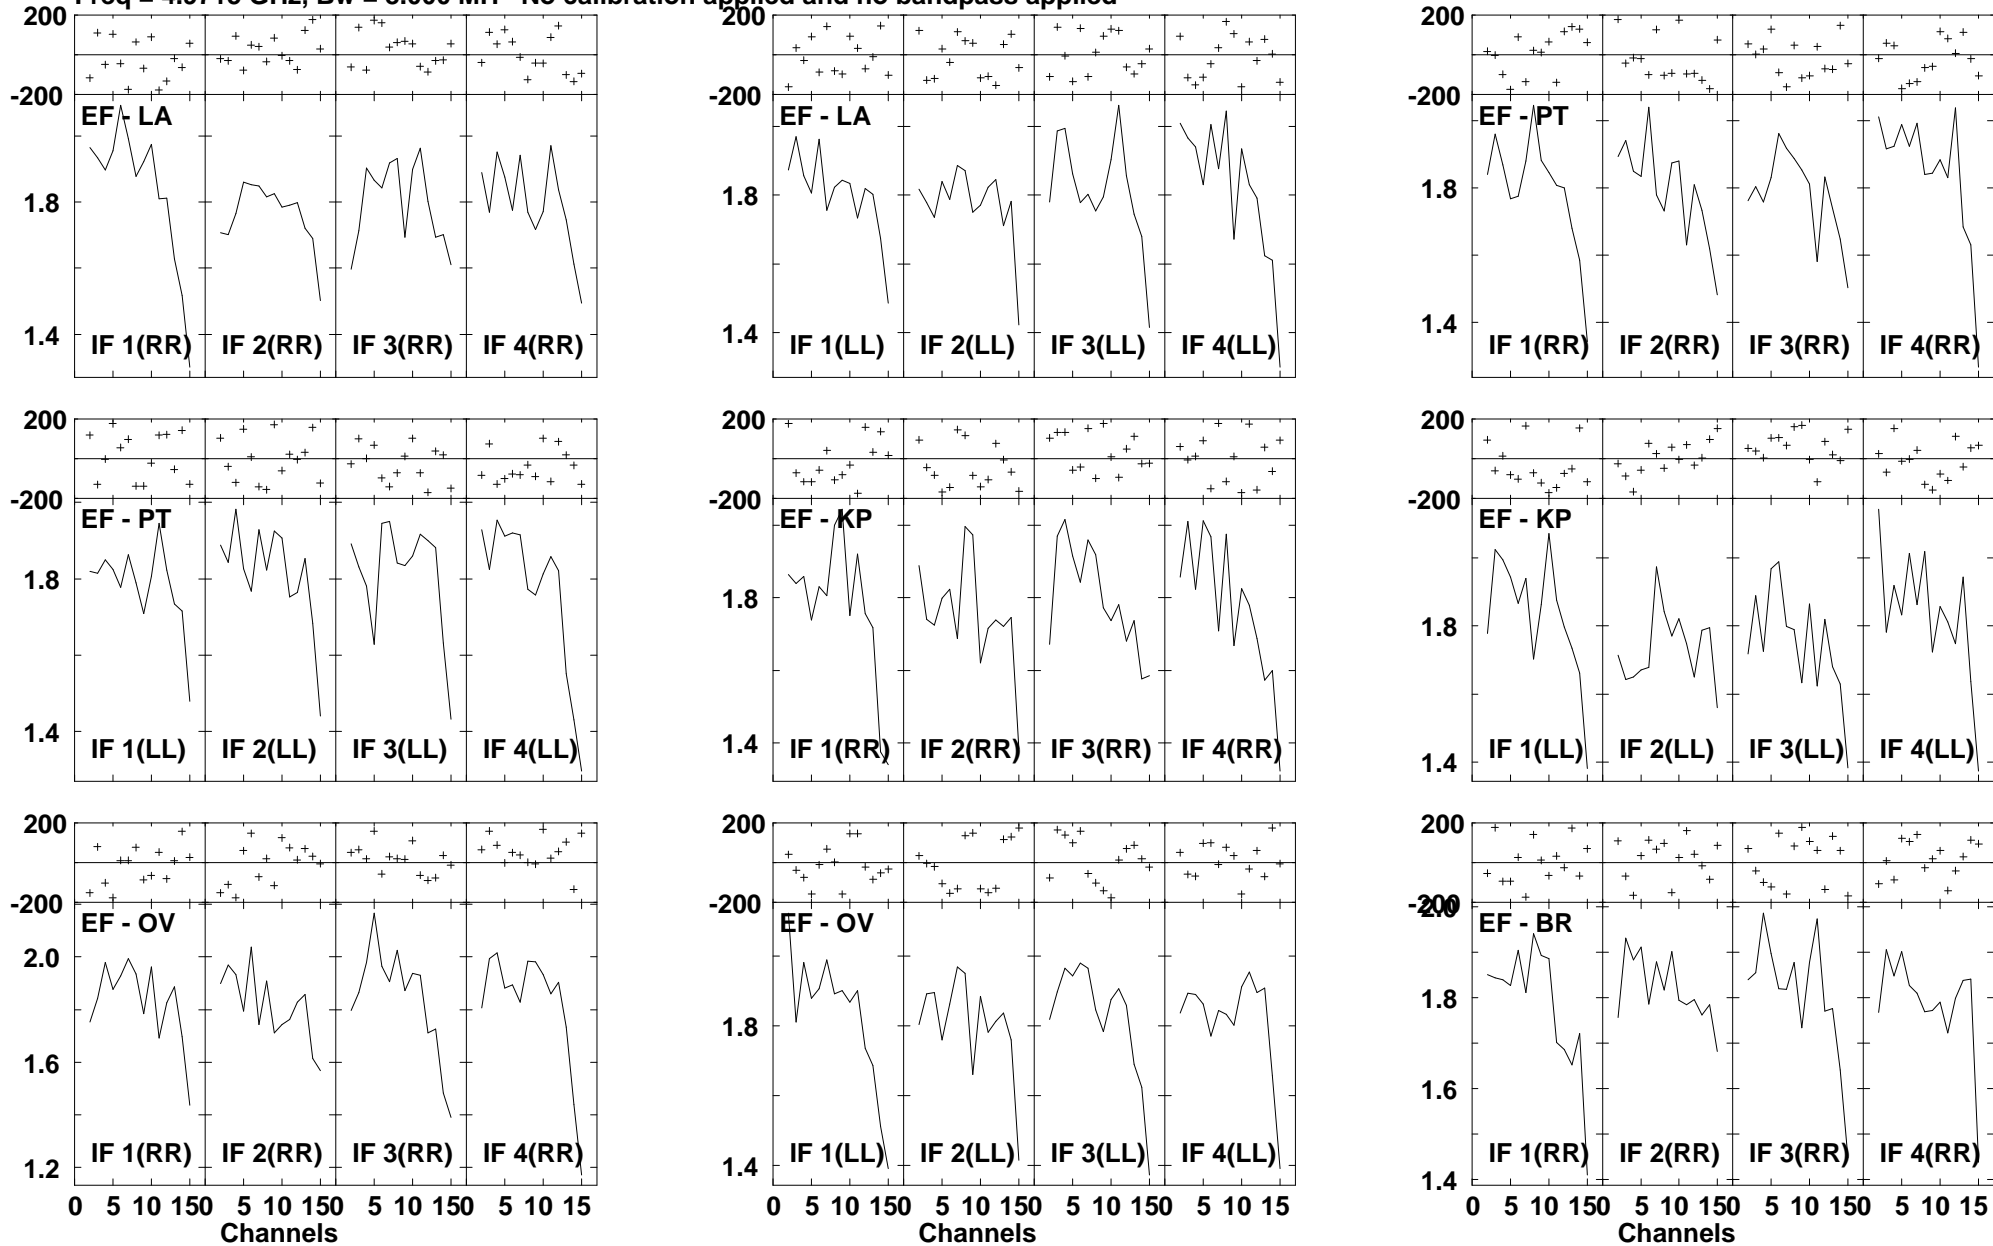 No calibration applied and no bandpass applied
200 200 200
-200 -200 -200
EF - LA EF - LA EF - PT
1.8 1.8 1.8
1.4 1.4 1.4
IF 1(RR) IF 2(RR) IF 3(RR) IF 4(RR) IF 1(LL) IF 2(LL) IF 3(LL) IF 4(LL) IF 1(RR) IF 2(RR) IF 3(RR) IF 4(RR)
200 200 200
-200 -200 -200
EF - PT EF - KP EF - KP
1.8 1.8 1.8
1.4 1.4 1.4
IF 1(LL) IF 2(LL) IF 3(LL) IF 4(LL) IF 1(RR) IF 2(RR) IF 3(RR) IF 4(RR) IF 1(LL) IF 2(LL) IF 3(LL) IF 4(LL)
200 200 200
-200 -200 -200
2.0
EF - OV EF - OV EF - BR
2.0 1.8 1.8
1.6 1.6
1.2 1.4 1.4
IF 1(RR) IF 2(RR) IF 3(RR) IF 4(RR) IF 1(LL) IF 2(LL) IF 3(LL) IF 4(LL) IF 1(RR) IF 2(RR) IF 3(RR) IF 4(RR)
0 5 10 150 5 10 150 5 10 150 5 10 15 0 5 10 150 5 10 150 5 10 150 5 10 15 0 5 10 150 5 10 150 5 10 150 5 10 15
Channels Channels Channels